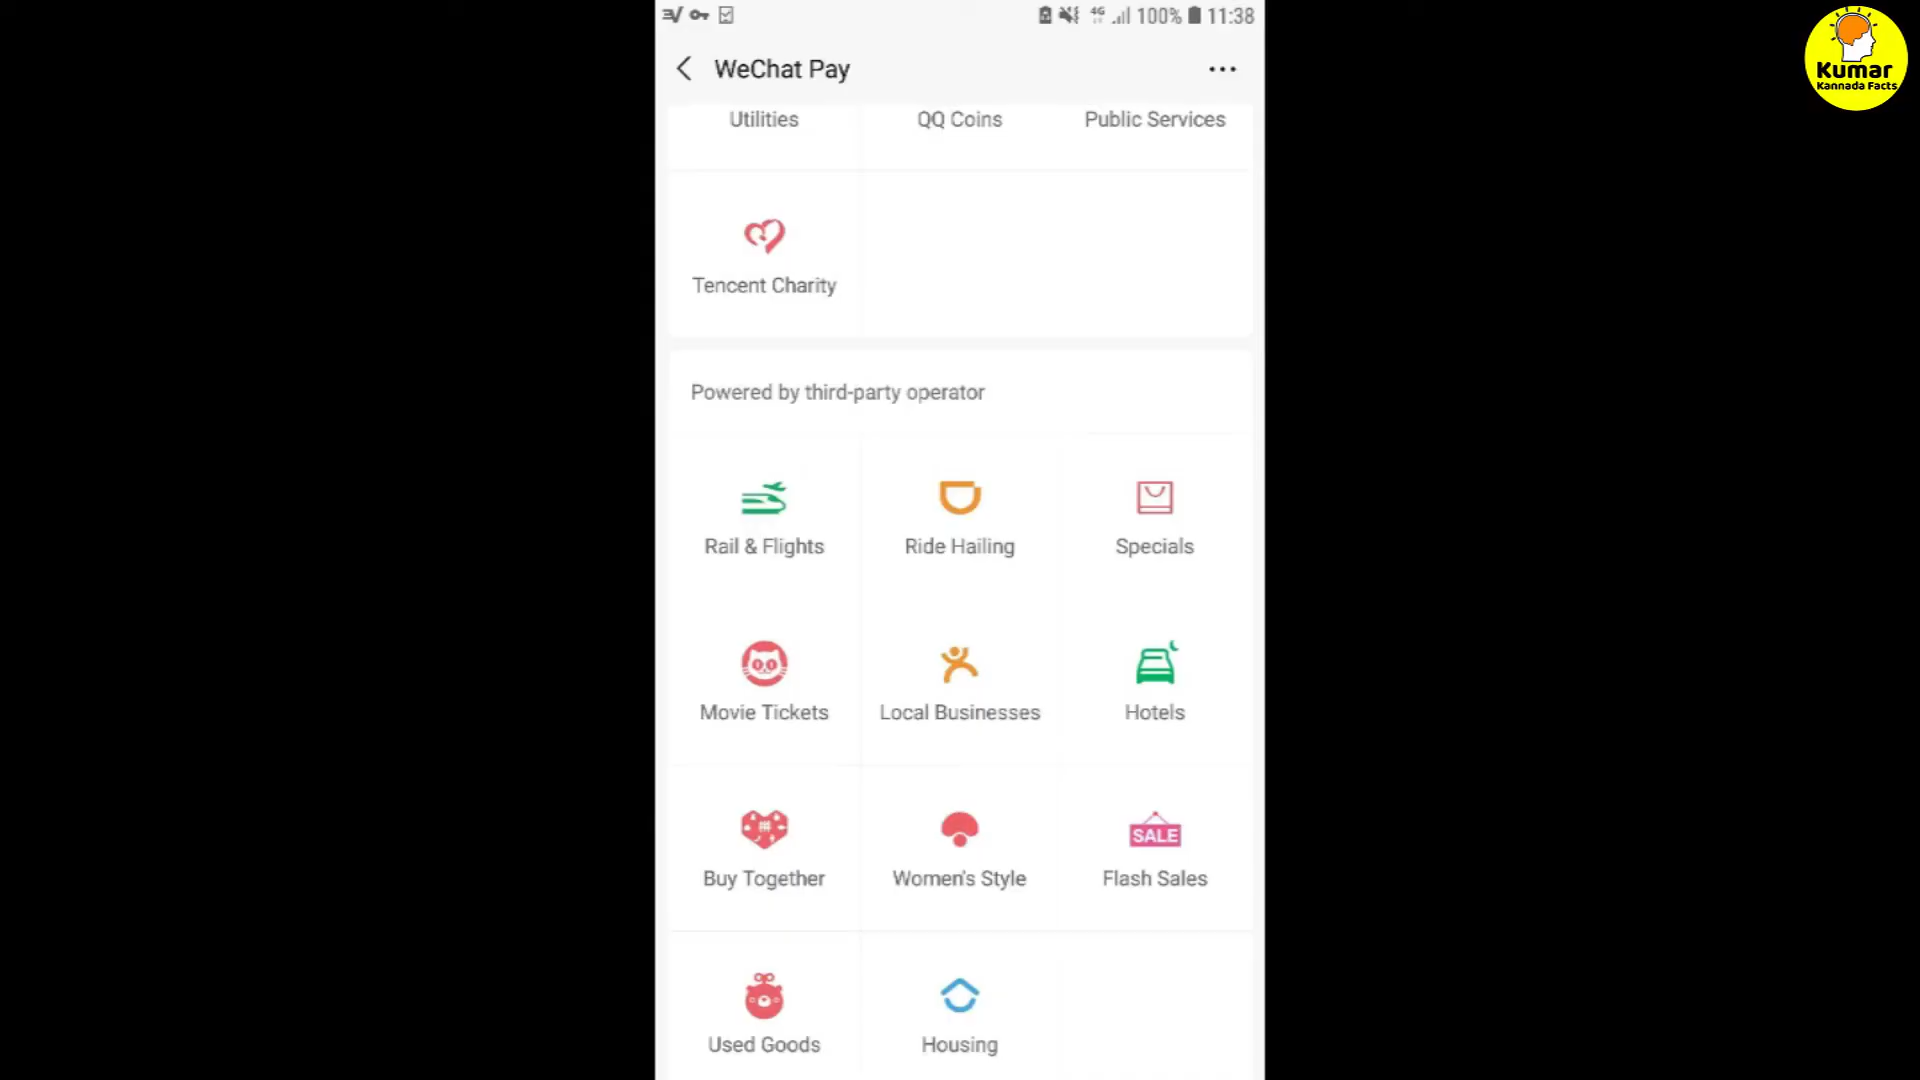 100% 11:38
WeChat Pay
Kumar
Kannada Facts
Utilities QQ Coins Public Services
Tencent Charity
Powered by third-party operator
Rail & Flights Ride Hailing Specials
Movie Tickets Local Businesses Hotels
SALE
Buy Together Women's Style Flash Sales
Used Goods Housing